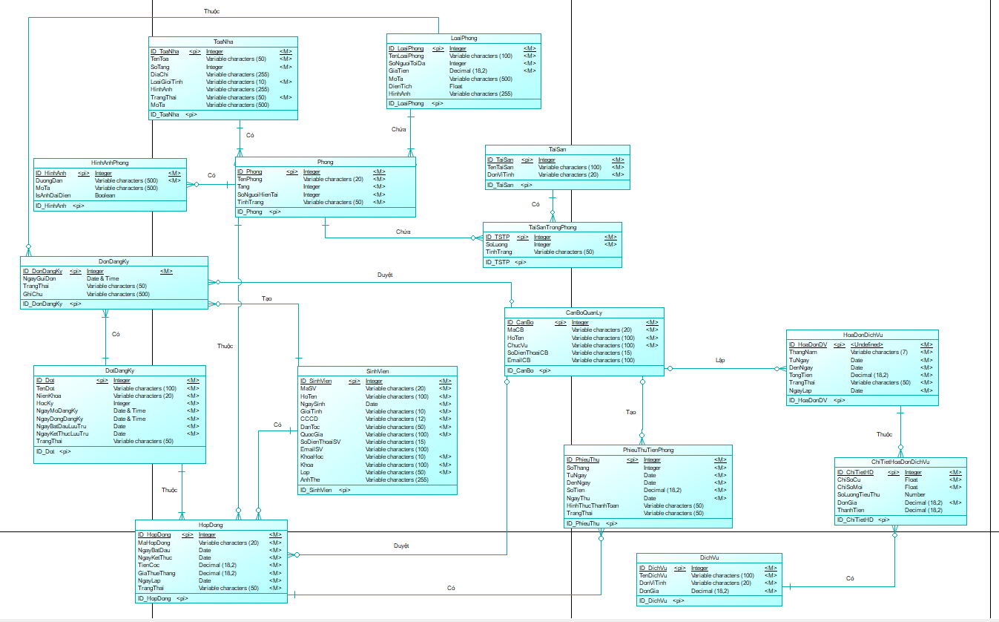 Thuộc
ToaNha
ID_ToaNha <pi> Integer <M>
TenToa Variable characters (50) <M>
SoTang Integer <M>
DiaChi Variable characters (255)
LoaiGioiTinh Variable characters (10) <M>
HinhAnh Variable characters (255)
TrangThai Variable characters (50) <M>
MoTa Variable characters (500)
ID_ToaNha <pi>
LoaiPhong
ID_LoaiPhong <pi> Integer <M>
TenLoaiPhong Variable characters (100) <M>
SoNguoiToiDa Integer <M>
GiaTien Decimal (18,2) <M>
MoTa Variable characters (500)
DienTich Float
HinhAnh Variable characters (255)
ID_LoaiPhong <pi>
Có
Chứa
HinhAnhPhong
ID_HinhAnh <pi> Integer <M>
DuongDan Variable characters (500) <M>
MoTa Variable characters (500)
IsAnhDaiDien Boolean
ID_HinhAnh <pi>
Có
Phong
ID_Phong <pi> Integer <M>
TenPhong Variable characters (20) <M>
Tang Integer <M>
SoNguoiHienTai Integer <M>
TinhTrang Variable characters (50) <M>
ID_Phong <pi>
TaiSan
ID_TaiSan <pi> Integer <M>
TenTaiSan Variable characters (100) <M>
DonViTinh Variable characters (20) <M>
ID_TaiSan <pi>
Có
Chứa
TaiSanTrongPhong
ID_TSTP <pi> Integer <M>
SoLuong Integer <M>
TinhTrang Variable characters (50)
ID_TSTP <pi>
DonDangKy
ID_DonDangKy <pi> Integer <M>
NgayGuiDon Date & Time
TrangThai Variable characters (50)
GhiChu Variable characters (500)
ID_DonDangKy <pi>
Duyệt
Tạo
Có
Thuộc
CanBoQuanLy
ID_CanBo <pi> Integer <M>
MaCB Variable characters (20) <M>
HoTen Variable characters (100) <M>
ChucVu Variable characters (100) <M>
SoDienThoaiCB Variable characters (15)
EmailCB Variable characters (100)
ID_CanBo <pi>
Lập
HoaDonDichVu
ID_HoaDonDV <pi> <Undefined> <M>
ThangNam Variable characters (7) <M>
TuNgay Date <M>
DenNgay Date <M>
TongTien Decimal (18,2) <M>
TrangThai Variable characters (50) <M>
NgayLap Date <M>
ID_HoaDonDV <pi>
DotDangKy
ID_Dot <pi> Integer <M>
TenDot Variable characters (100) <M>
NienKhoa Variable characters (20) <M>
HocKy Integer <M>
NgayMoDangKy Date & Time <M>
NgayDongDangKy Date & Time <M>
NgayBatDauLuuTru Date <M>
NgayKetThucLuuTru Date <M>
TrangThai Variable characters (50)
ID_Dot <pi>
SinhVien
ID_SinhVien <pi> Integer <M>
MaSV Variable characters (20) <M>
HoTen Variable characters (100) <M>
NgaySinh Date <M>
GioiTinh Variable characters (10) <M>
CCCD Variable characters (12) <M>
DanToc Variable characters (50) <M>
QuocGia Variable characters (100) <M>
SoDienThoaiSV Variable characters (15)
EmailSV Variable characters (100)
KhoaHoc Variable characters (10) <M>
Khoa Variable characters (100) <M>
Lop Variable characters (50) <M>
AnhThe Variable characters (255)
ID_SinhVien <pi>
Có
Thuộc
Tạo
Thuộc
PhieuThuTienPhong
ID_PhieuThu <pi> Integer <M>
SoThang Integer <M>
TuNgay Date <M>
DenNgay Date <M>
SoTien Decimal (18,2) <M>
NgayThu Date <M>
HinhThucThanhToan Variable characters (50)
TrangThai Variable characters (50)
ID_PhieuThu <pi>
ChiTietHoaDonDichVu
ID_ChiTietHD <pi> Integer <M>
ChiSoCu Float <M>
ChiSoMoi Float <M>
SoLuongTieuThu Number
DonGia Decimal (18,2) <M>
ThanhTien Decimal (18,2)
ID_ChiTietHD <pi>
HopDong
ID_HopDong <pi> Integer <M>
MaHopDong Variable characters (20) <M>
NgayBatDau Date <M>
NgayKetThuc Date <M>
TienCoc Decimal (18,2) <M>
GiaThueThang Decimal (18,2) <M>
NgayLap Date <M>
TrangThai Variable characters (50) <M>
ID_HopDong <pi>
Duyệt
Có
DichVu
ID_DichVu <pi> Integer <M>
TenDichVu Variable characters (100) <M>
DonViTinh Variable characters (20) <M>
DonGia Decimal (18,2) <M>
ID_DichVu <pi>
Có